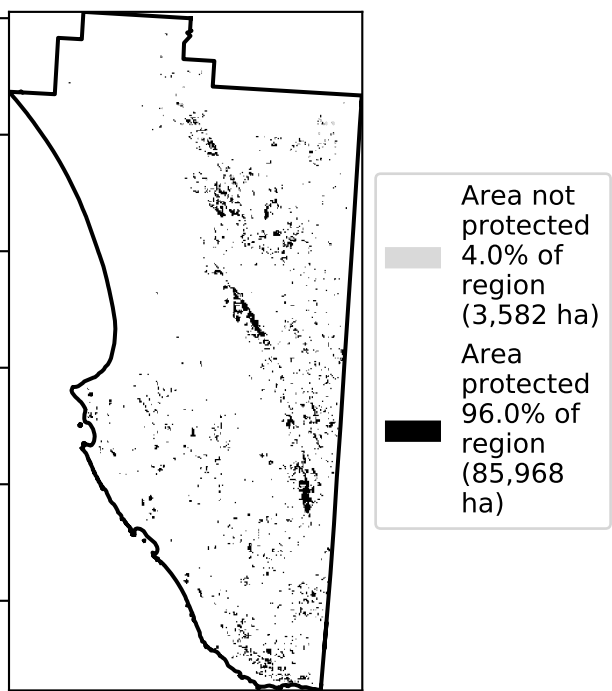 Area not
protected
4.0% of
region
(3,582 ha)
Area
protected
96.0% of
region
(85,968
ha)